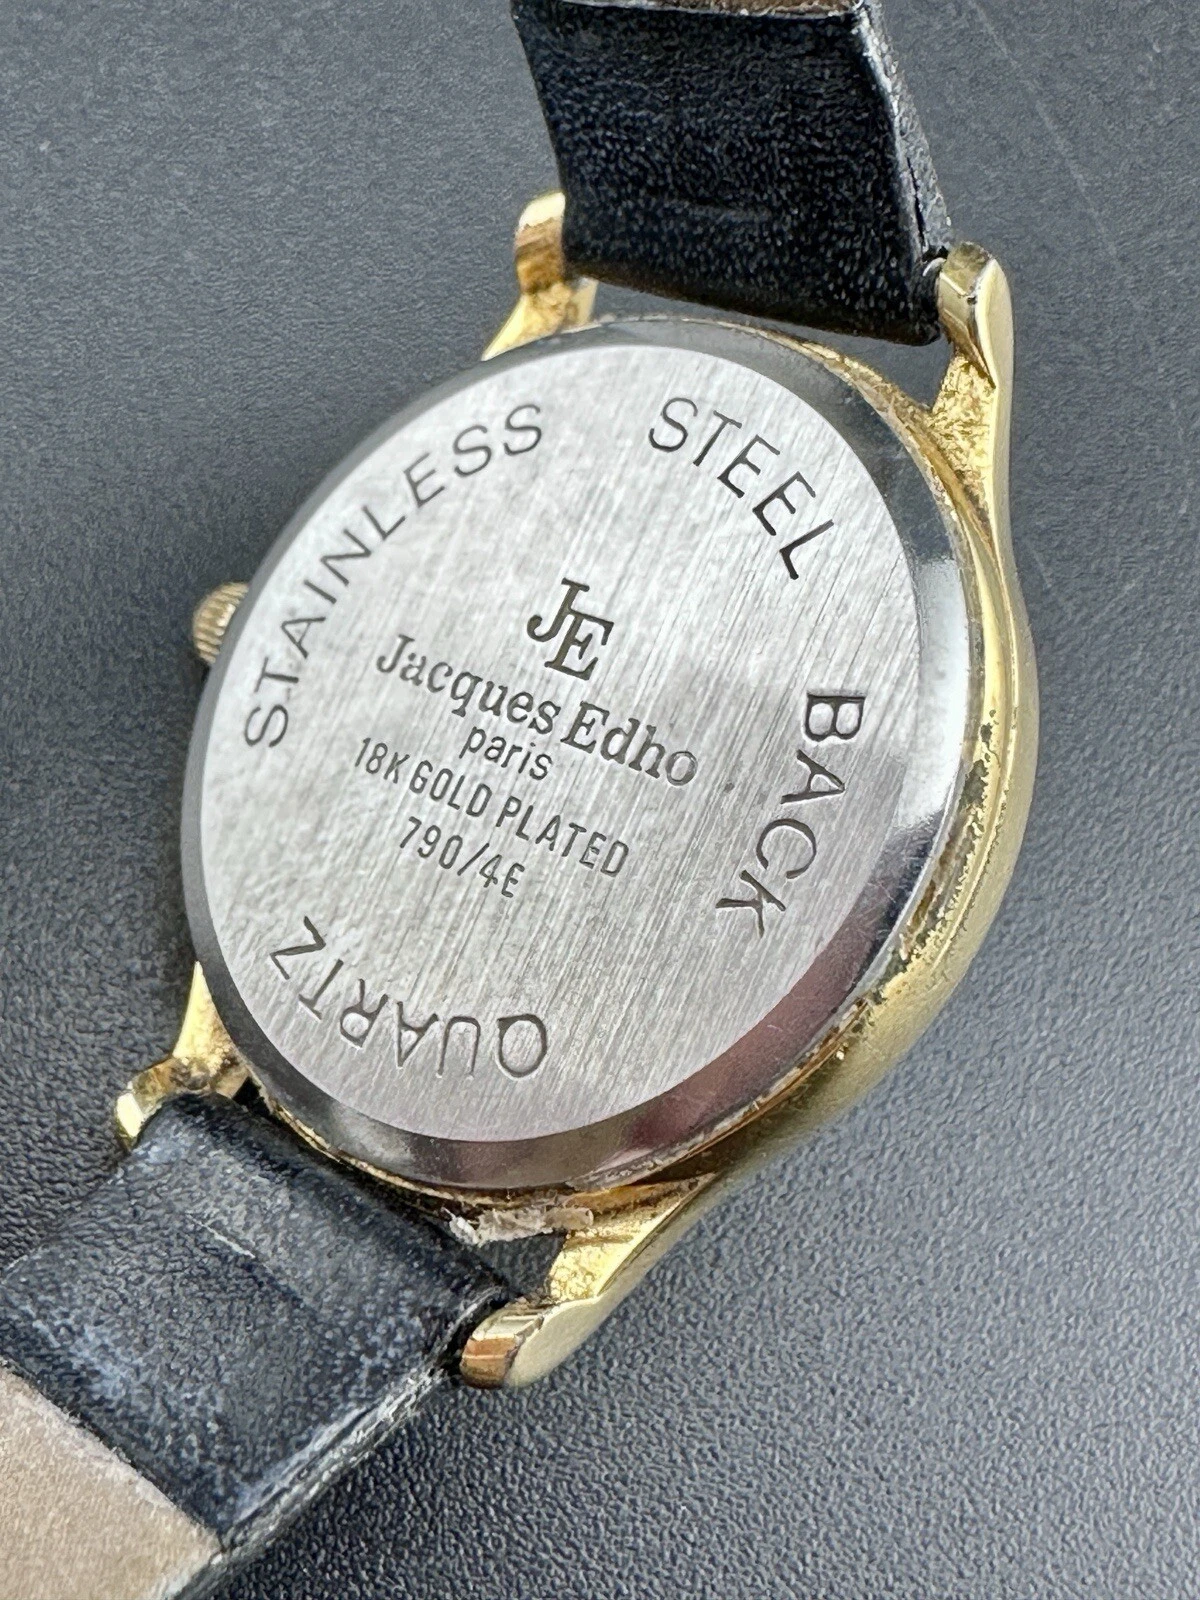 STAINLESS STEEL BACK
JE
Jacques Edho
paris
18K GOLD PLATED
790/4E
QUARTZ